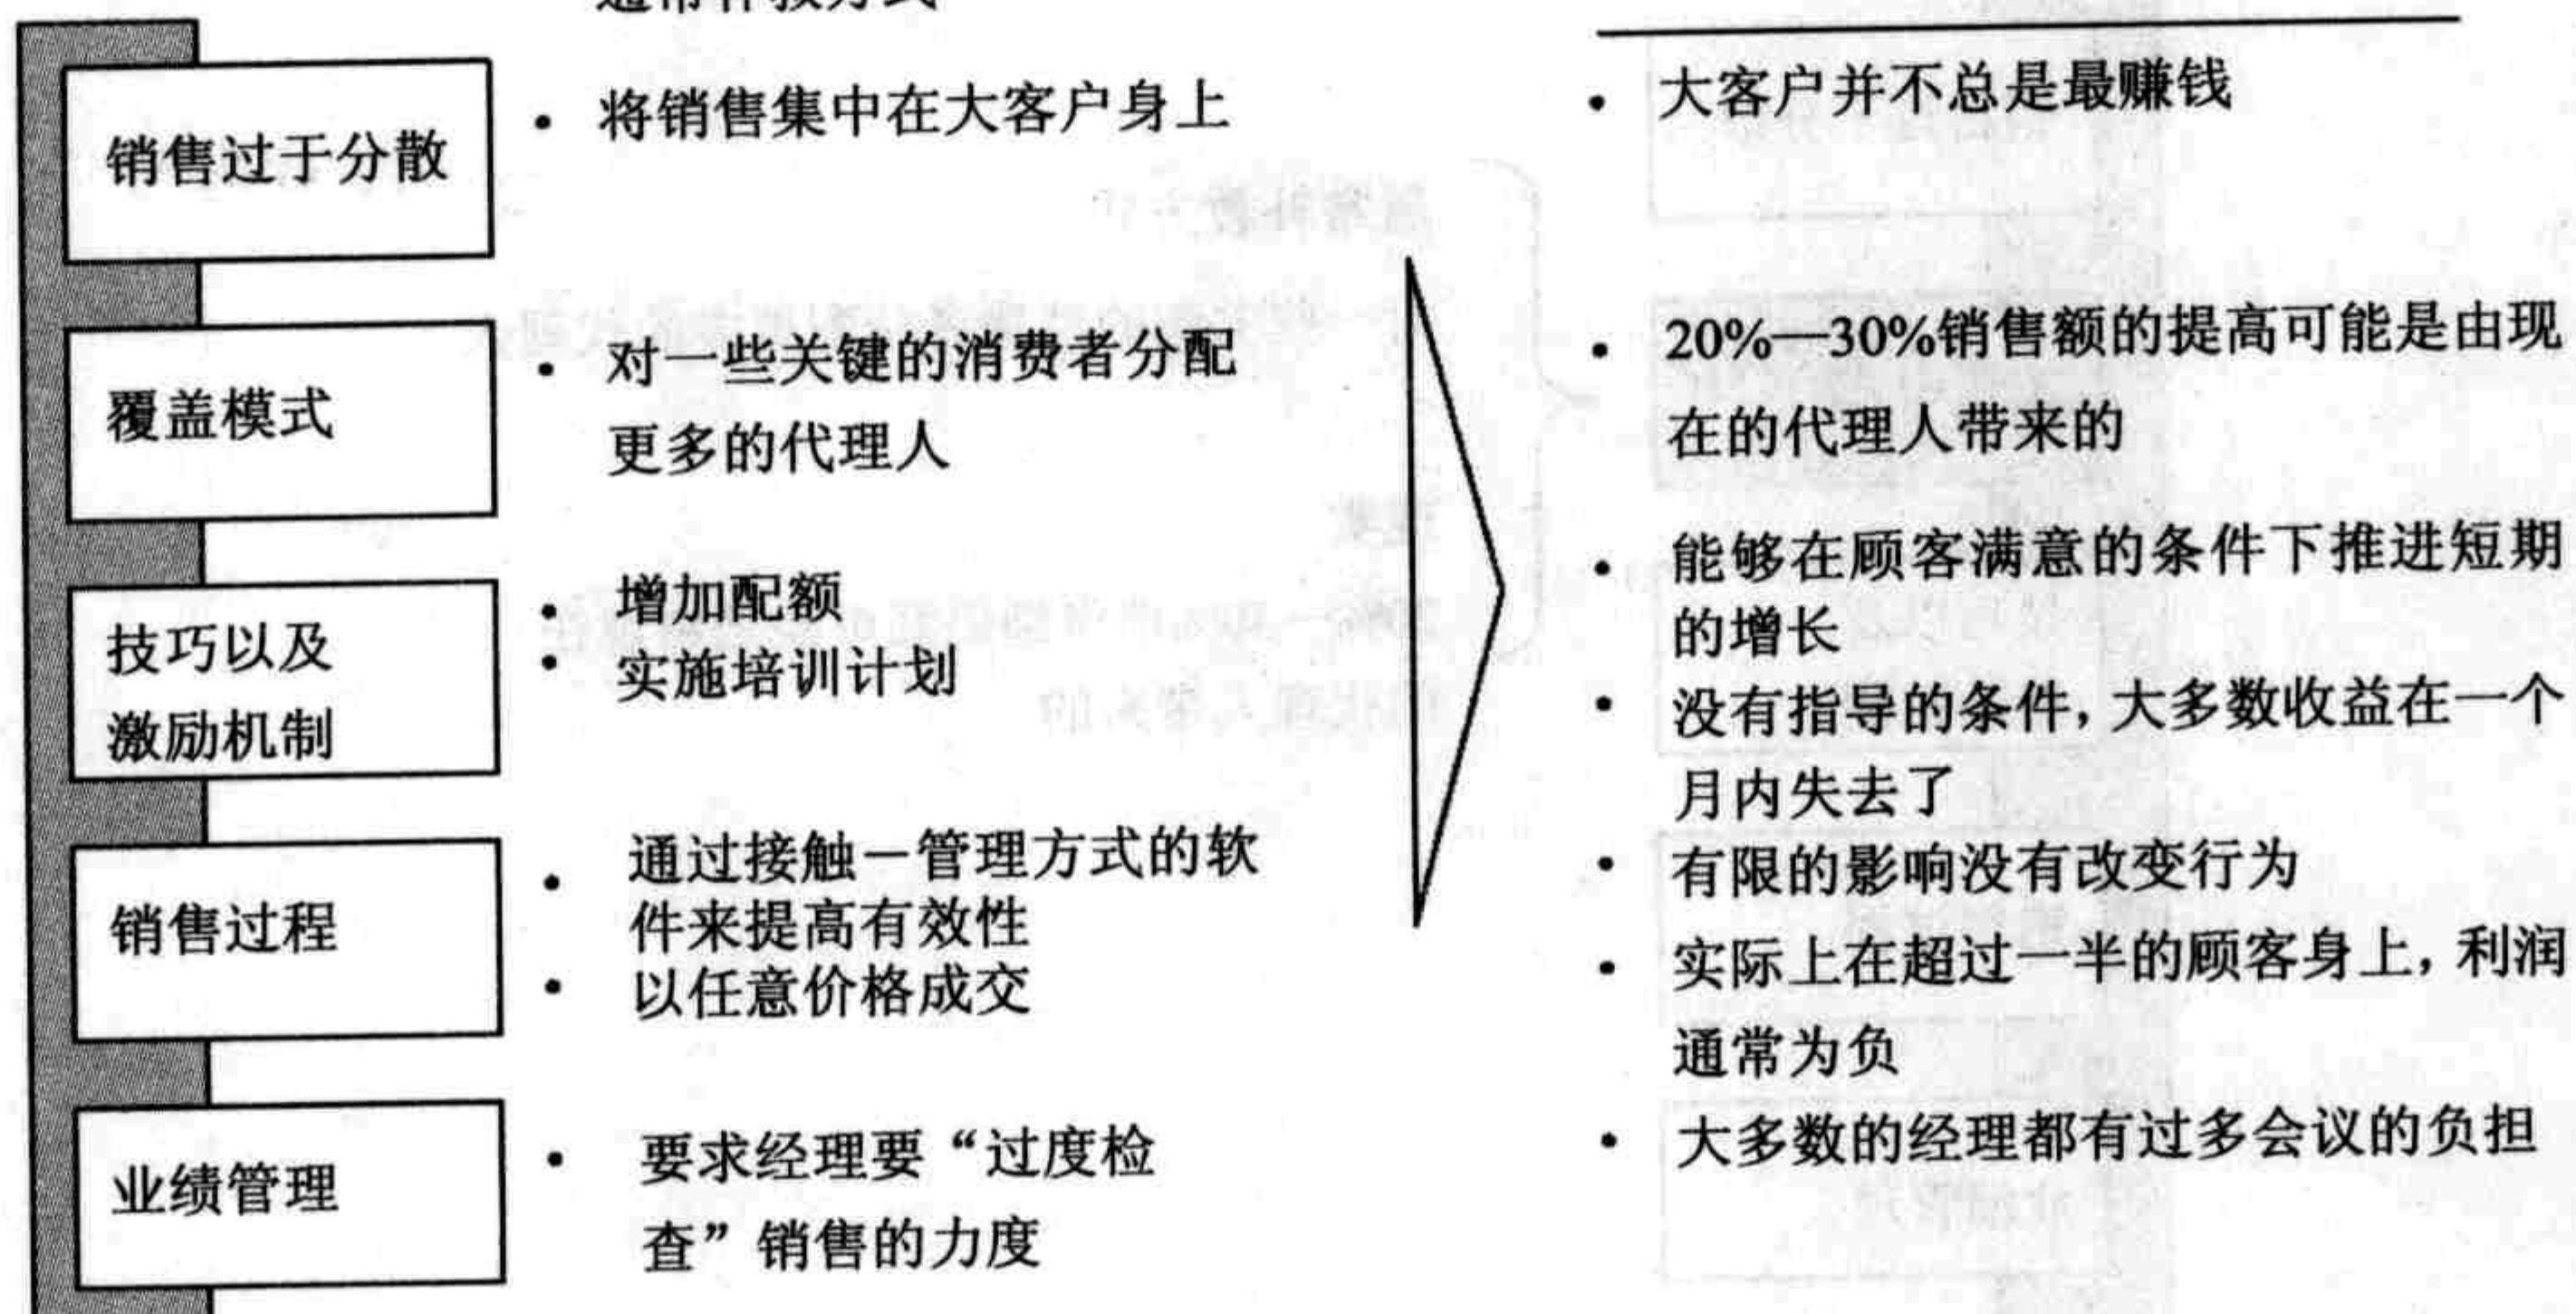 销售过于分散
• 将销售集中在大客户身上
• 大客户并不总是最赚钱
覆盖模式
• 对一些关键的消费者分配
更多的代理人
• 20%—30%销售额的提高可能是由现
在的代理人带来的
技巧以及
激励机制
• 增加配额
• 实施培训计划
• 能够在顾客满意的条件下推进短期
的增长
• 没有指导的条件，大多数收益在一个
月内失去了
销售过程
• 通过接触－管理方式的软
件来提高有效性
• 以任意价格成交
• 有限的影响没有改变行为
• 实际上在超过一半的顾客身上，利润
通常为负
业绩管理
• 要求经理要“过度检
查”销售的力度
• 大多数的经理都有过多会议的负担